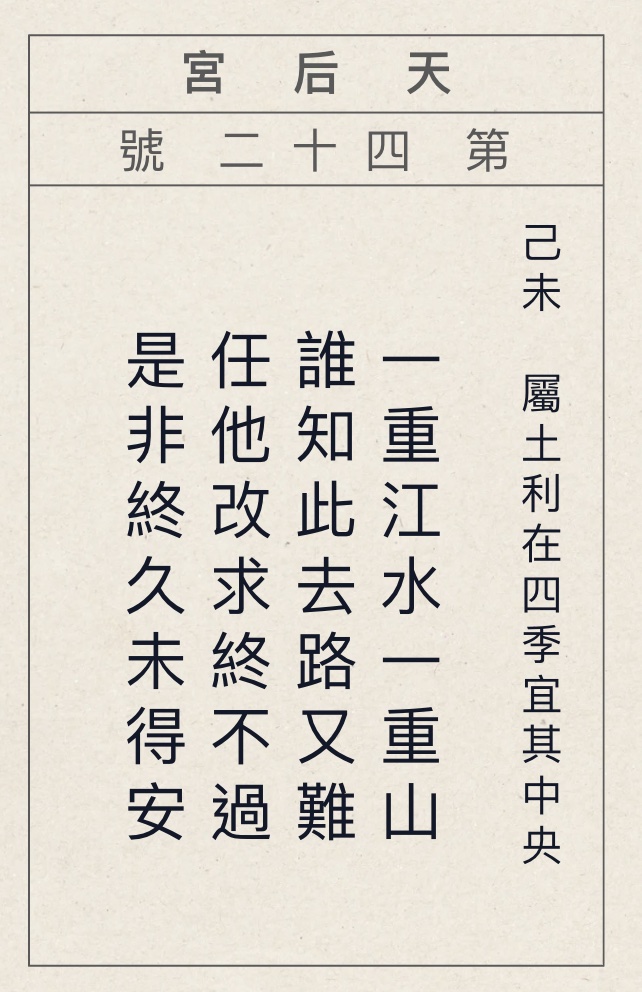 天后宮
第四十二號
己未 屬土利在四季宜其中央
一重江水一重山
誰知此去路又難
任他改求終不過
是非終久未得安